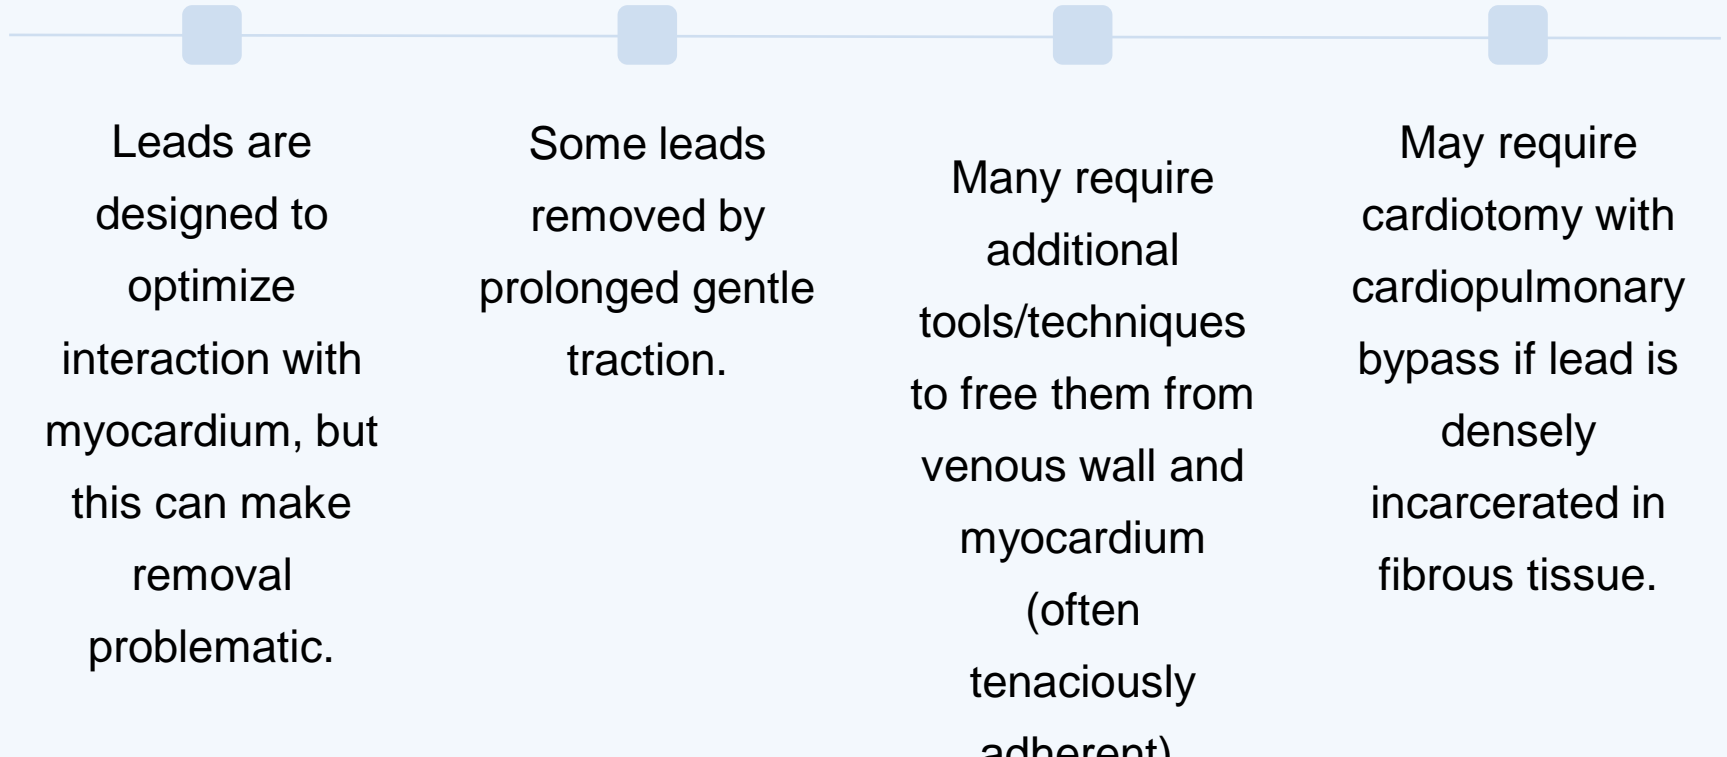 Leads are
designed to
optimize
interaction with
myocardium, but
this can make
removal
problematic.
Some leads
removed by
prolonged gentle
traction.
Many require
additional
tools/techniques
to free them from
venous wall and
myocardium
(often
tenaciously
adherent)
May require
cardiotomy with
cardiopulmonary
bypass if lead is
densely
incarcerated in
fibrous tissue.